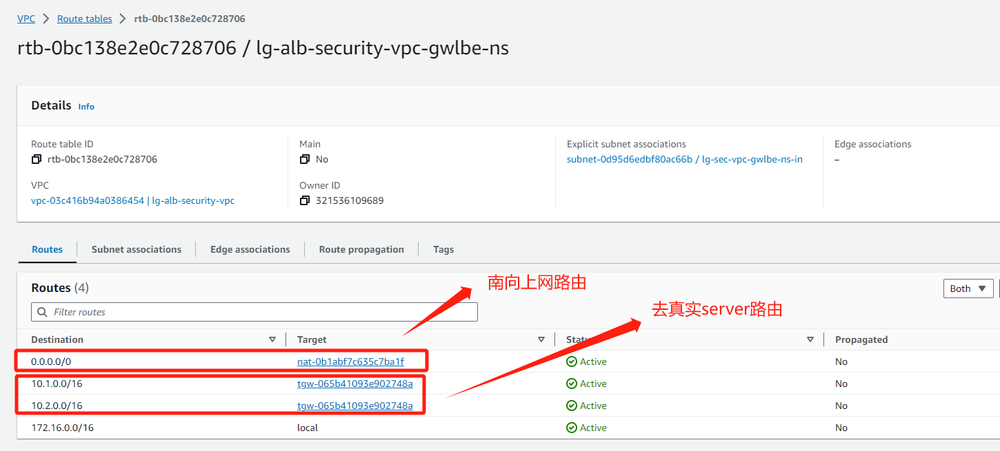 VPC > Route tables > rtb-0bc138e2e0c728706
rtb-0bc138e2e0c728706 / lg-alb-security-vpc-gwlbe-ns
Details Info
Route table ID
rtb-0bc138e2e0c728706
Main
No
Explicit subnet associations
subnet-0d95d6edbf80ac66b / lg-sec-vpc-gwlbe-ns-in
Edge associations
–
VPC
vpc-03c416b94a0386454 | lg-alb-security-vpc
Owner ID
321536109689
Routes Subnet associations Edge associations Route propagation Tags
南向上网路由
Routes (4)
Both
Filter routes
去真实server路由
Destination Target Status Propagated
0.0.0.0/0 nat-0b1abf7c635c7ba1f Active No
10.1.0.0/16 tgw-065b41093e902748a Active No
10.2.0.0/16 tgw-065b41093e902748a Active No
172.16.0.0/16 local Active No